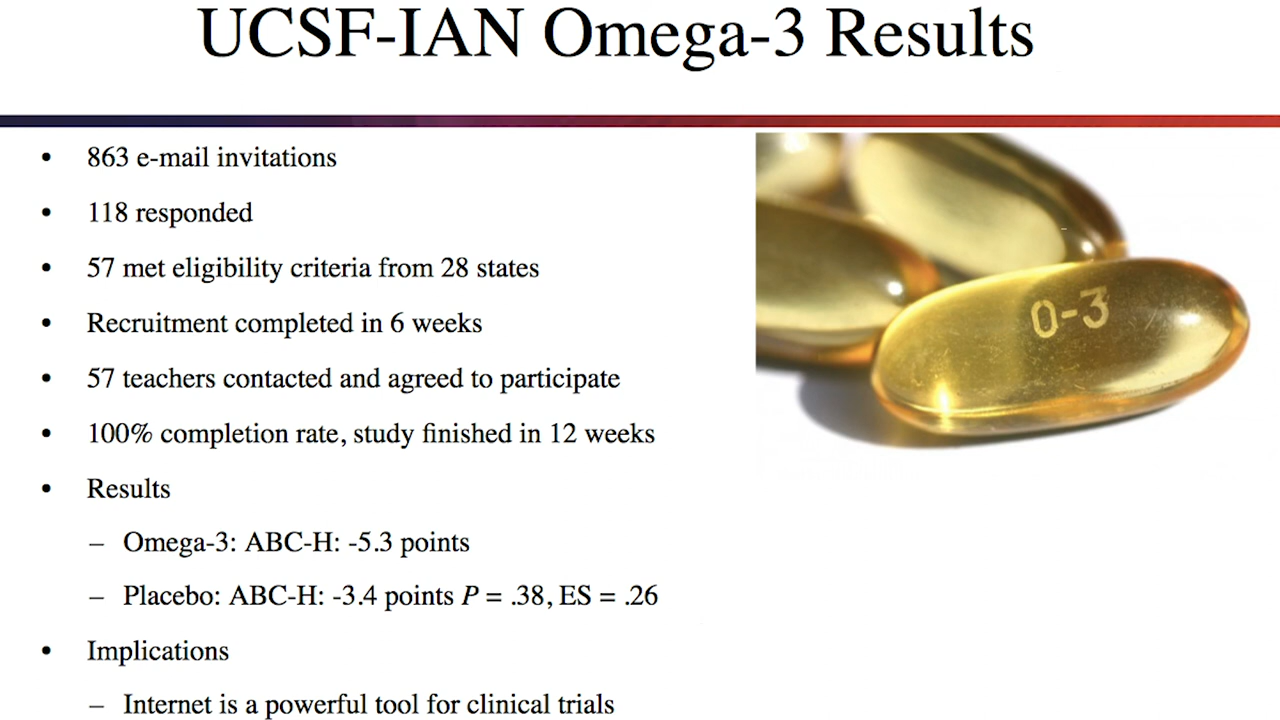 UCSF-IAN Omega-3 Results
• 863 e-mail invitations
• 118 responded
• 57 met eligibility criteria from 28 states
• Recruitment completed in 6 weeks
• 57 teachers contacted and agreed to participate
• 100% completion rate, study finished in 12 weeks
• Results
– Omega-3: ABC-H: -5.3 points
– Placebo: ABC-H: -3.4 points P = .38, ES = .26
• Implications
– Internet is a powerful tool for clinical trials
O-3